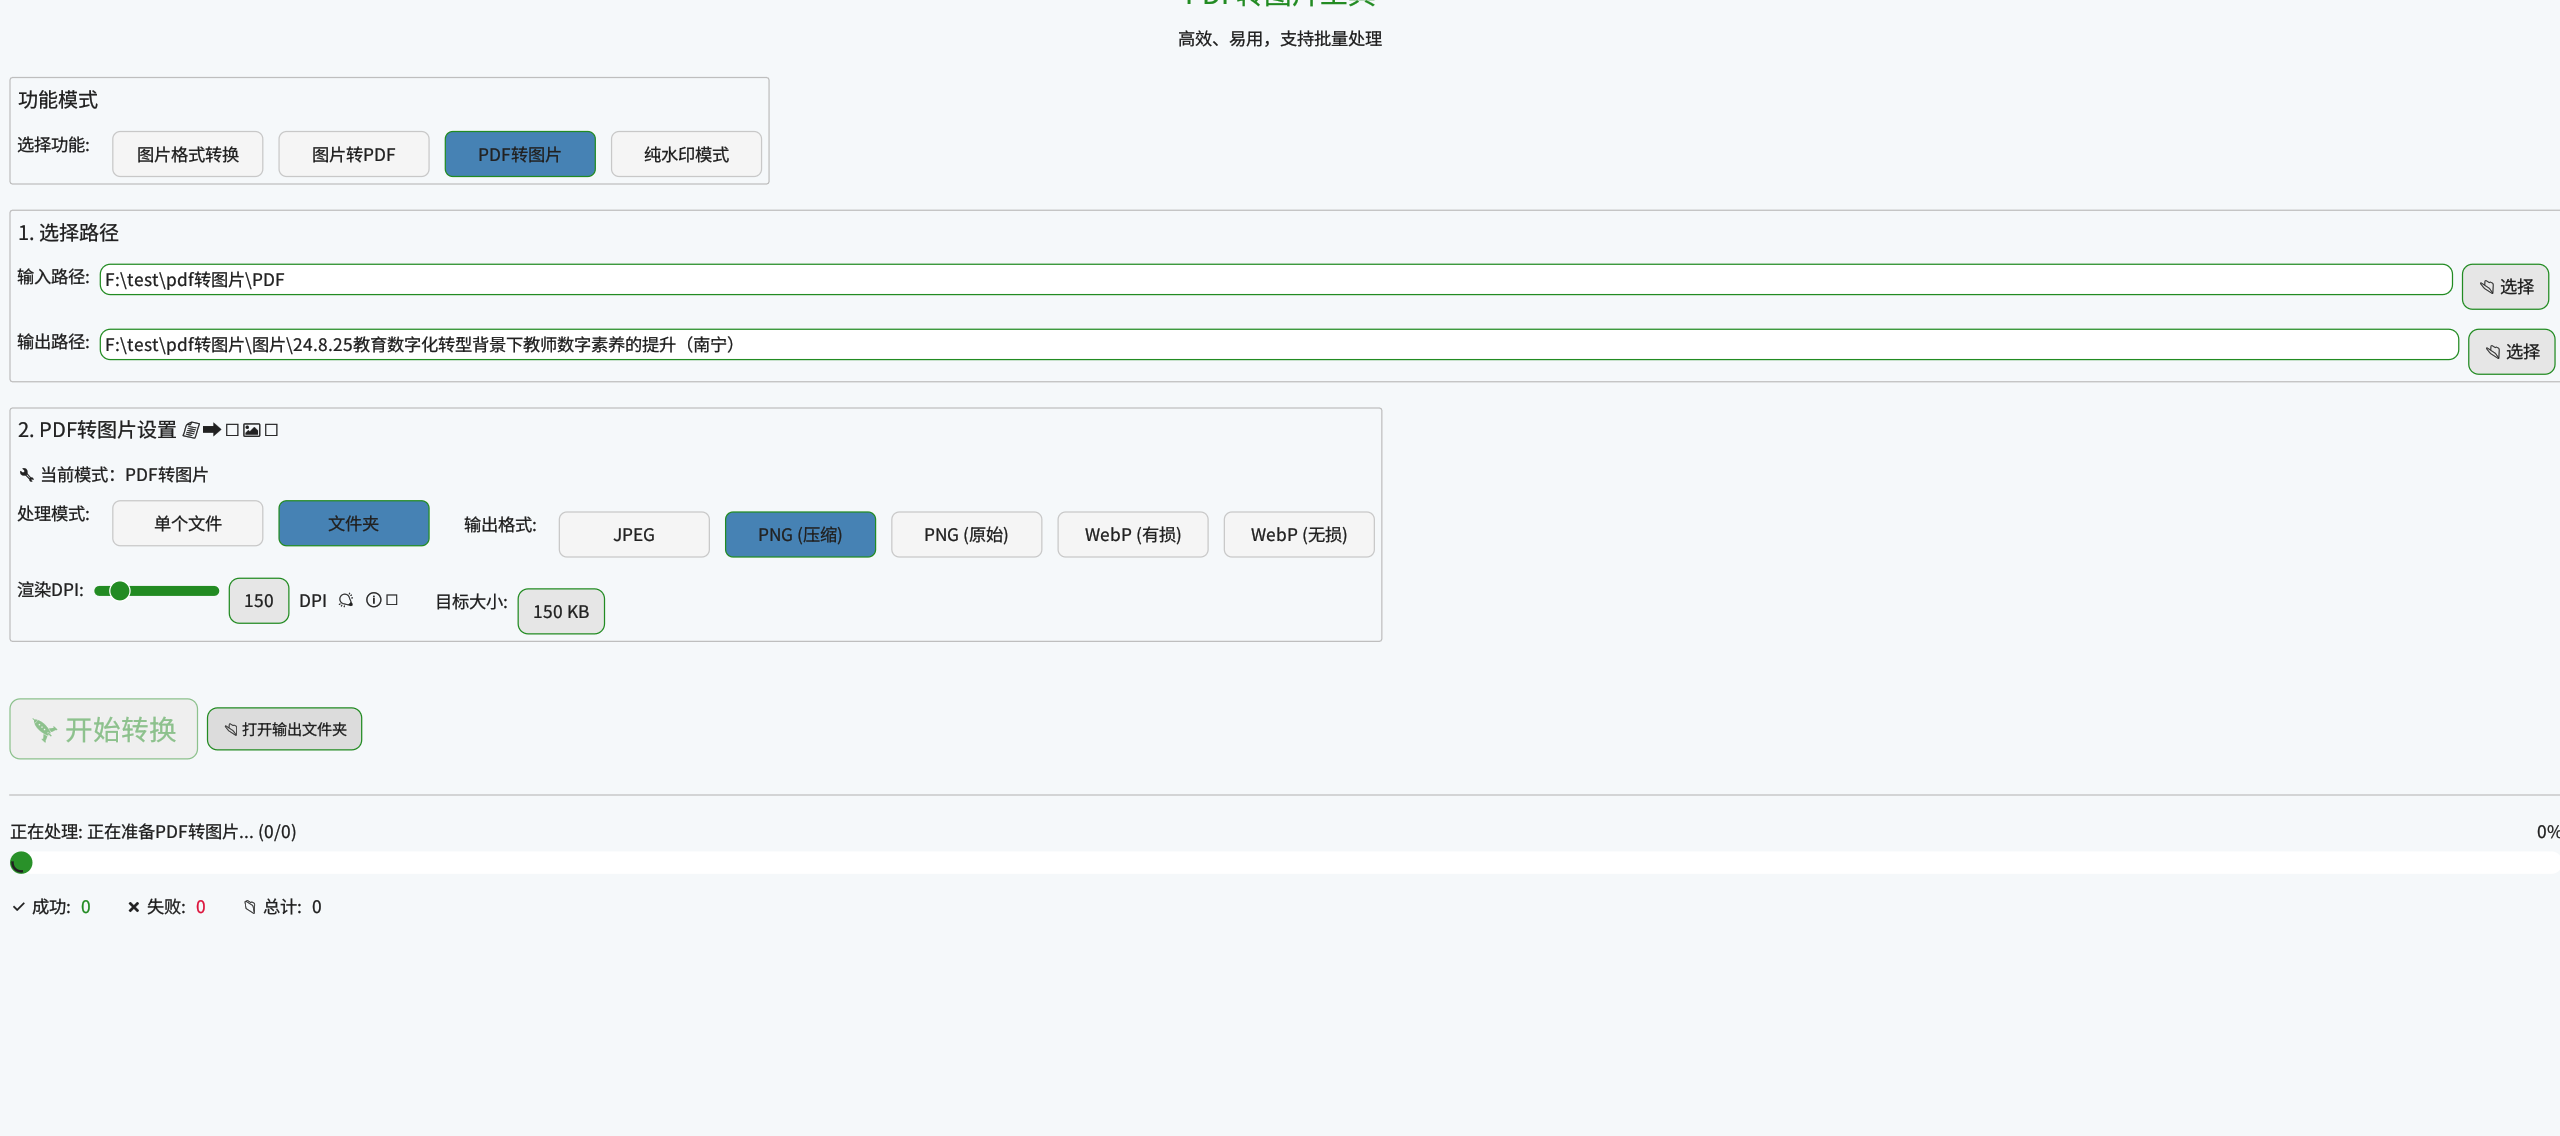 PDF转图片工具
高效、易用，支持批量处理
功能模式
选择功能: 图片格式转换 图片转PDF PDF转图片 纯水印模式
1. 选择路径
输入路径: F:\test\pdf转图片\PDF 选择
输出路径: F:\test\pdf转图片\图片\24.8.25教育数字化转型背景下教师数字素养的提升（南宁） 选择
2. PDF转图片设置
当前模式：PDF转图片
处理模式: 单个文件 文件夹 输出格式: JPEG PNG (压缩) PNG (原始) WebP (有损) WebP (无损)
渲染DPI: 150 DPI 目标大小: 150 KB
开始转换 打开输出文件夹
正在处理: 正在准备PDF转图片... (0/0) 0%
成功: 0 失败: 0 总计: 0